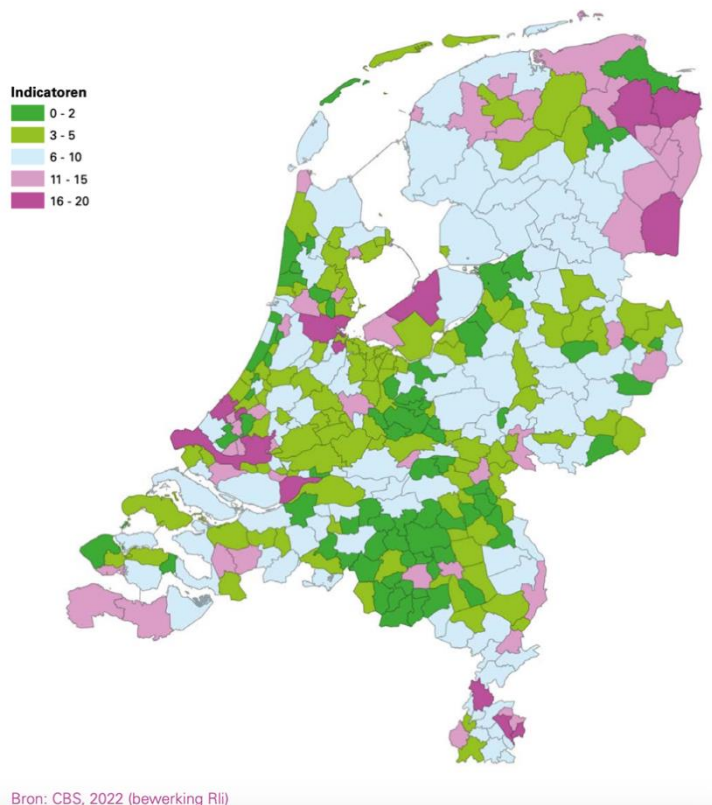 Indicatoren
0 - 2
3 - 5
6 - 10
11 - 15
16 - 20
Bron: CBS, 2022 (bewerking Rli)